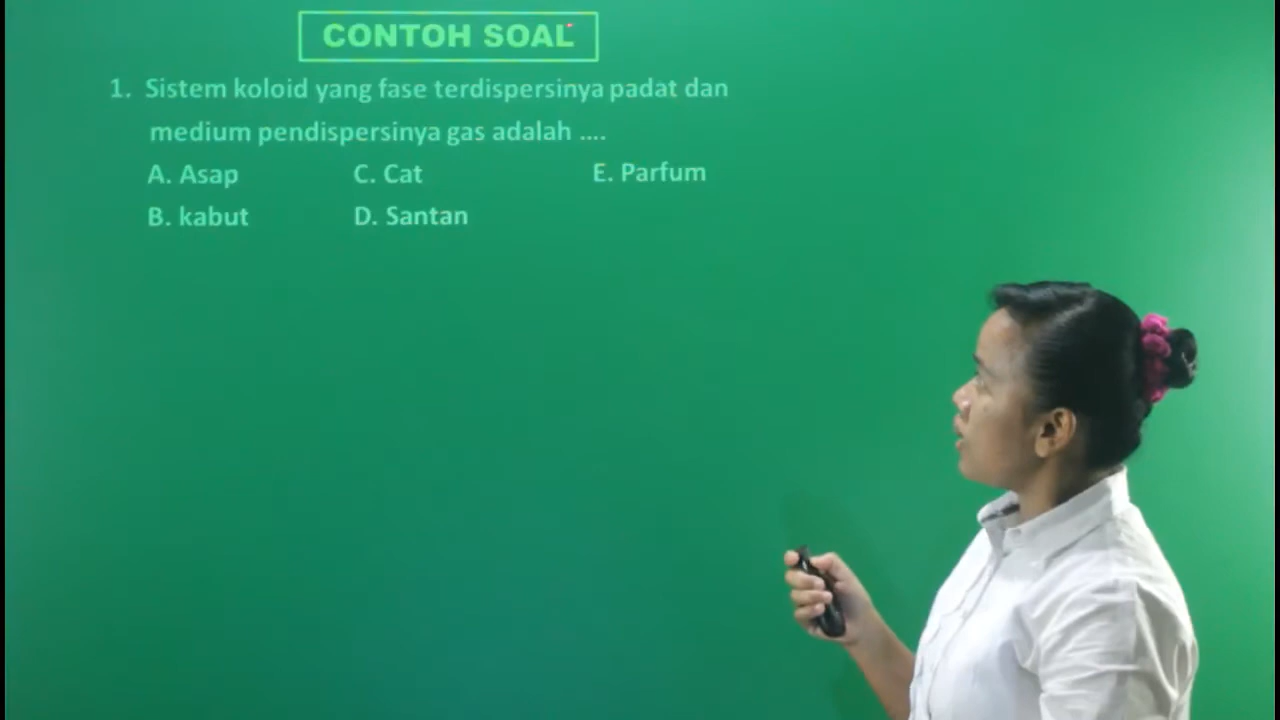 CONTOH SOAL
1. Sistem koloid yang fase terdispersinya padat dan
medium pendispersinya gas adalah ....
A. Asap C. Cat E. Parfum
B. kabut D. Santan